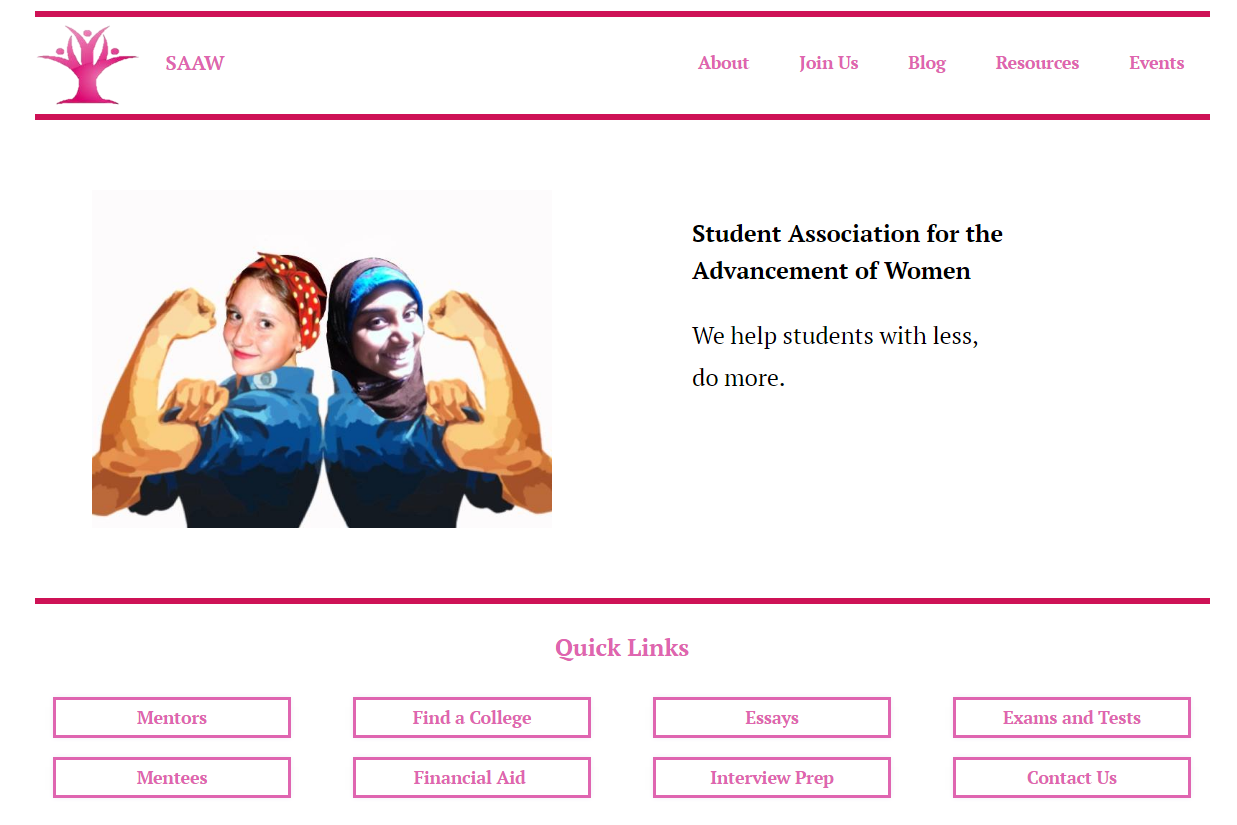 SAAW
About
Join Us
Blog
Resources
Events
Student Association for the
Advancement of Women
We help students with less,
do more.
Quick Links
Mentors
Find a College
Essays
Exams and Tests
Mentees
Financial Aid
Interview Prep
Contact Us